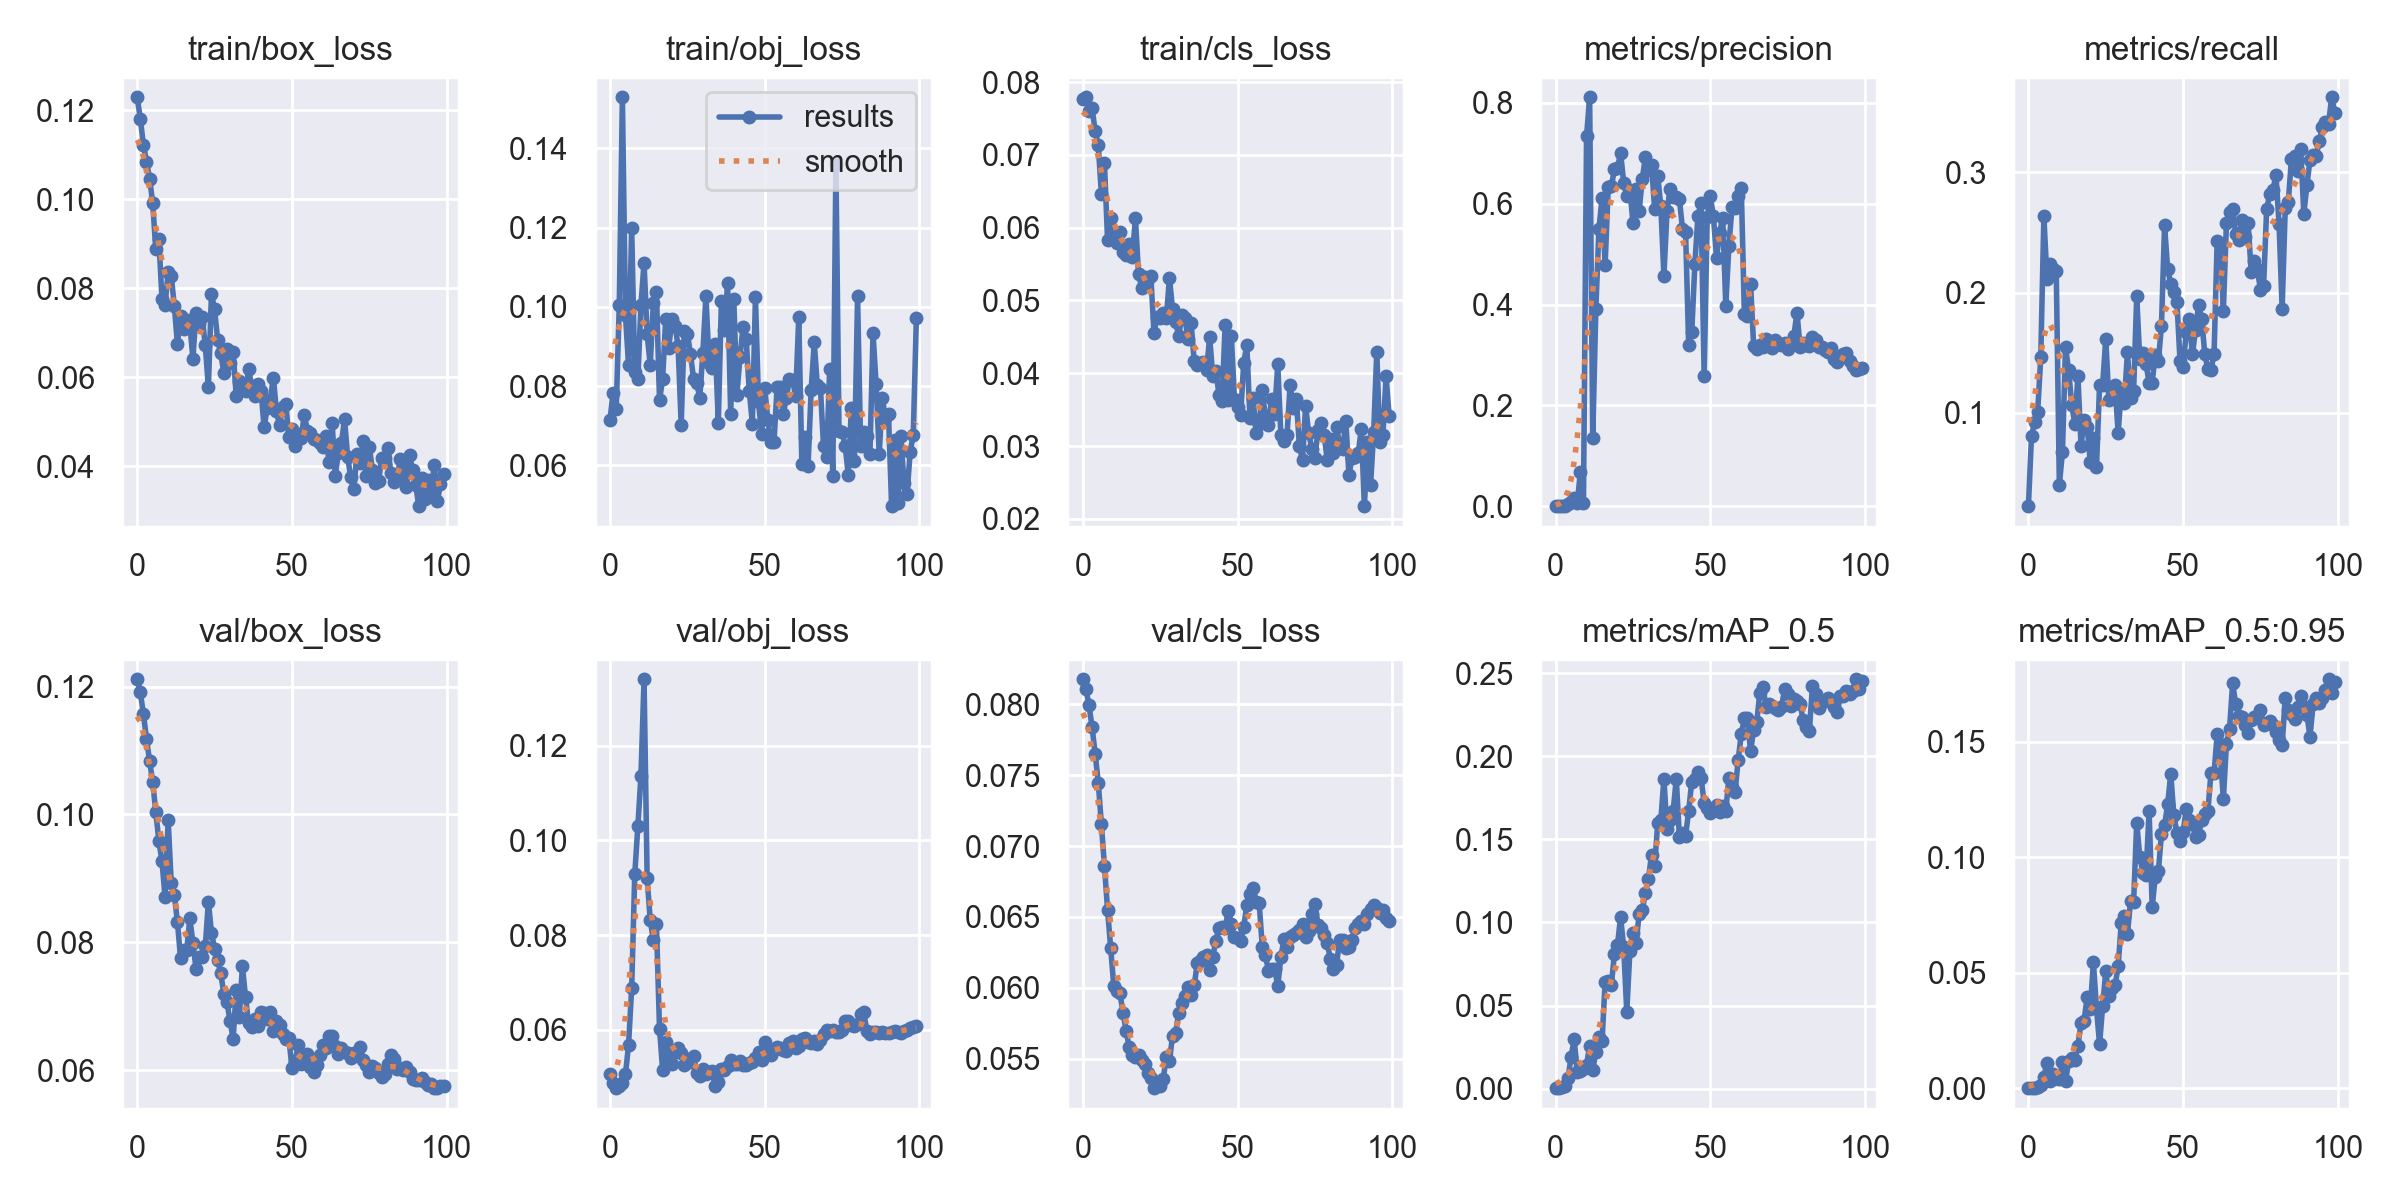 train/box_loss
train/obj_loss
train/cls_loss
metrics/precision
metrics/recall
0.12
0.10
0.08
0.06
0.04
0 50 100
0.14
0.12
0.10
0.08
0.06
results
smooth
0 50 100
0.08
0.07
0.06
0.05
0.04
0.03
0.02
0 50 100
0.8
0.6
0.4
0.2
0.0
0 50 100
0.3
0.2
0.1
0 50 100
val/box_loss
val/obj_loss
val/cls_loss
metrics/mAP_0.5
metrics/mAP_0.5:0.95
0.12
0.10
0.08
0.06
0 50 100
0.12
0.10
0.08
0.06
0 50 100
0.080
0.075
0.070
0.065
0.060
0.055
0 50 100
0.25
0.20
0.15
0.10
0.05
0.00
0 50 100
0.15
0.10
0.05
0.00
0 50 100